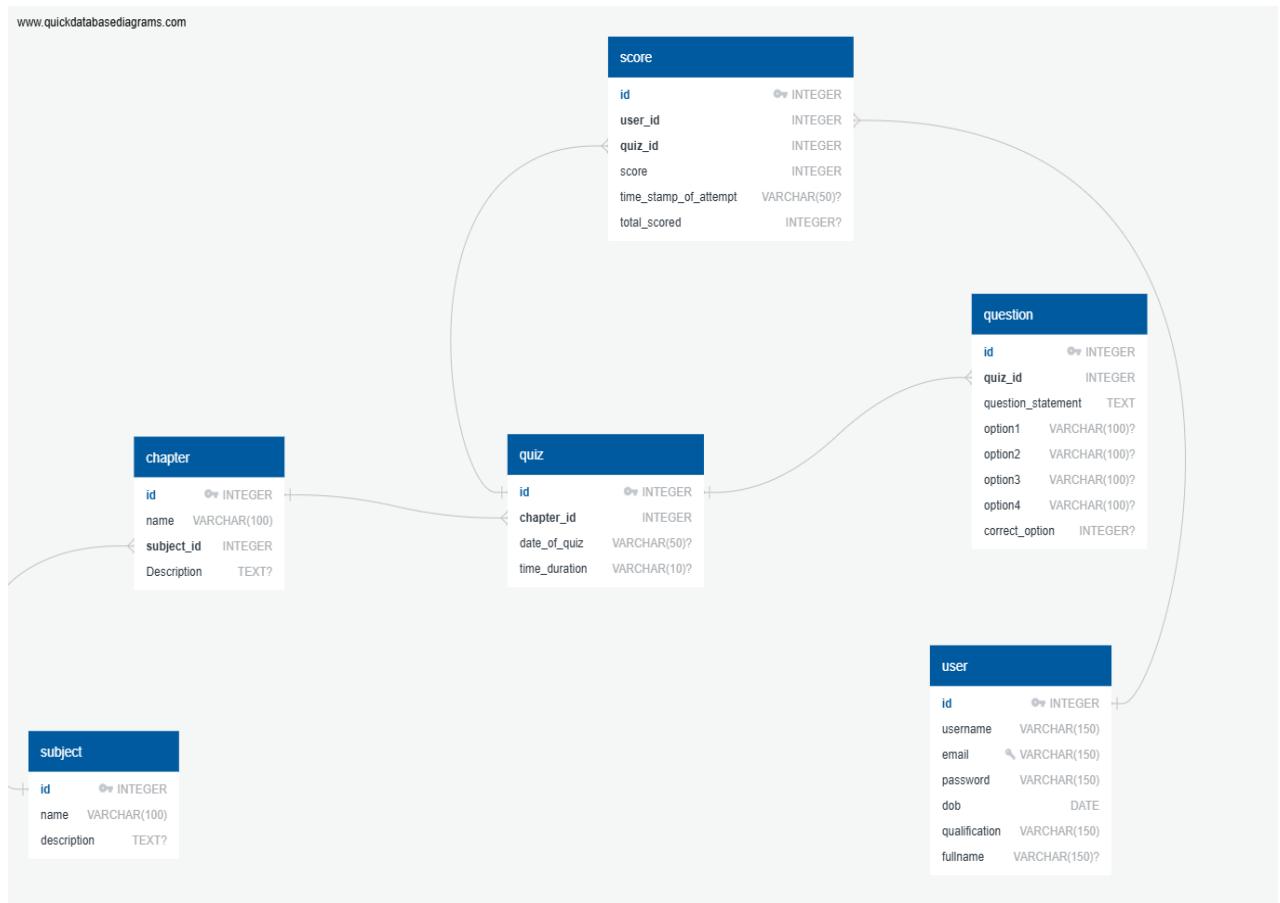 www.quickdatabasediagrams.com
score
id INTEGER
user_id INTEGER
quiz_id INTEGER
score INTEGER
time_stamp_of_attempt VARCHAR(50)?
total_scored INTEGER?
question
id INTEGER
quiz_id INTEGER
question_statement TEXT
option1 VARCHAR(100)?
option2 VARCHAR(100)?
option3 VARCHAR(100)?
option4 VARCHAR(100)?
correct_option INTEGER?
chapter
id INTEGER
name VARCHAR(100)
subject_id INTEGER
Description TEXT?
quiz
id INTEGER
chapter_id INTEGER
date_of_quiz VARCHAR(50)?
time_duration VARCHAR(10)?
user
id INTEGER
username VARCHAR(150)
email VARCHAR(150)
password VARCHAR(150)
dob DATE
qualification VARCHAR(150)
fullname VARCHAR(150)?
subject
id INTEGER
name VARCHAR(100)
description TEXT?